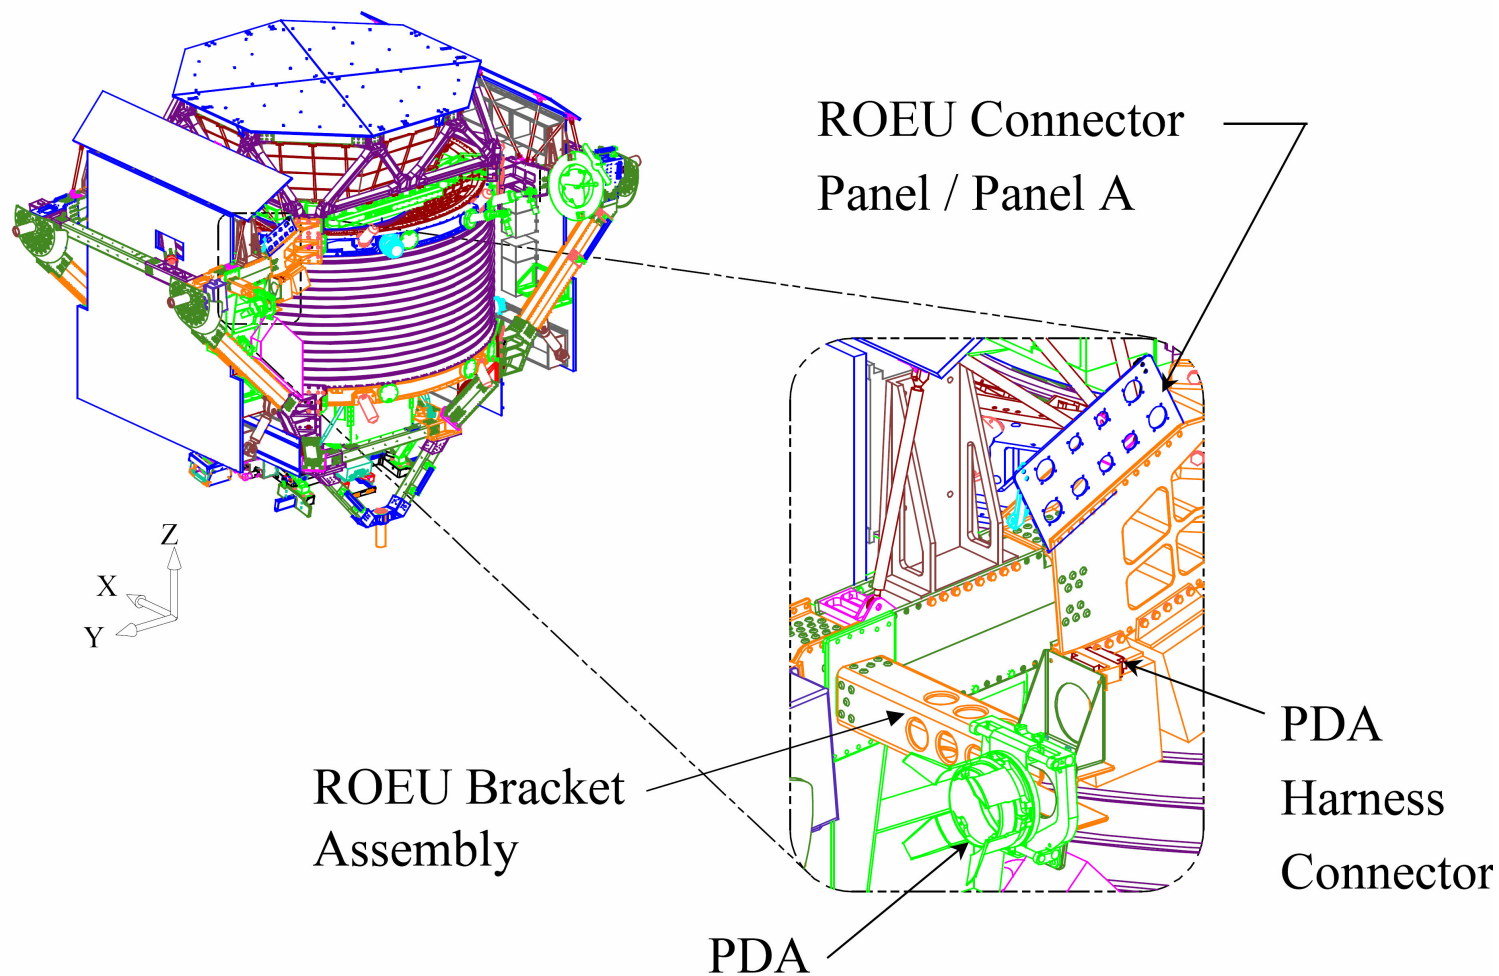 ROEU Connector
Panel / Panel A
Z
X
Y
ROEU Bracket
Assembly
PDA
Harness
Connector
PDA